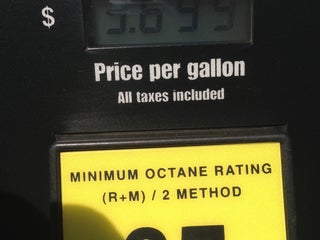 $
Price per gallon
All taxes included
MINIMUM OCTANE RATING
(R+M) / 2 METHOD